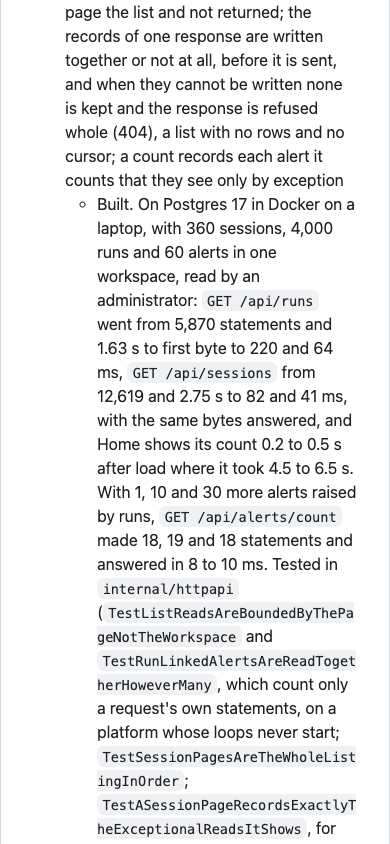 page the list and not returned; the
records of one response are written
together or not at all, before it is sent,
and when they cannot be written none
is kept and the response is refused
whole (404), a list with no rows and no
cursor; a count records each alert it
counts that they see only by exception
Built. On Postgres 17 in Docker on a
laptop, with 360 sessions, 4,000
runs and 60 alerts in one
workspace, read by an
administrator: GET /api/runs
went from 5,870 statements and
1.63 s to first byte to 220 and 64
ms, GET /api/sessions from
12,619 and 2.75 s to 82 and 41 ms,
with the same bytes answered, and
Home shows its count 0.2 to 0.5 s
after load where it took 4.5 to 6.5 s.
With 1, 10 and 30 more alerts raised
by runs, GET /api/alerts/count
made 18, 19 and 18 statements and
answered in 8 to 10 ms. Tested in
internal/httpapi
(TestListReadsAreBoundedByThePa
geNotTheWorkspace and
TestRunLinkedAlertsAreReadToget
herHoweverMany, which count only
a request's own statements, on a
platform whose loops never start;
TestSessionPagesAreTheWholeList
ingInOrder;
TestASessionPageRecordsExactlyT
heExceptionalReadsItShows, for